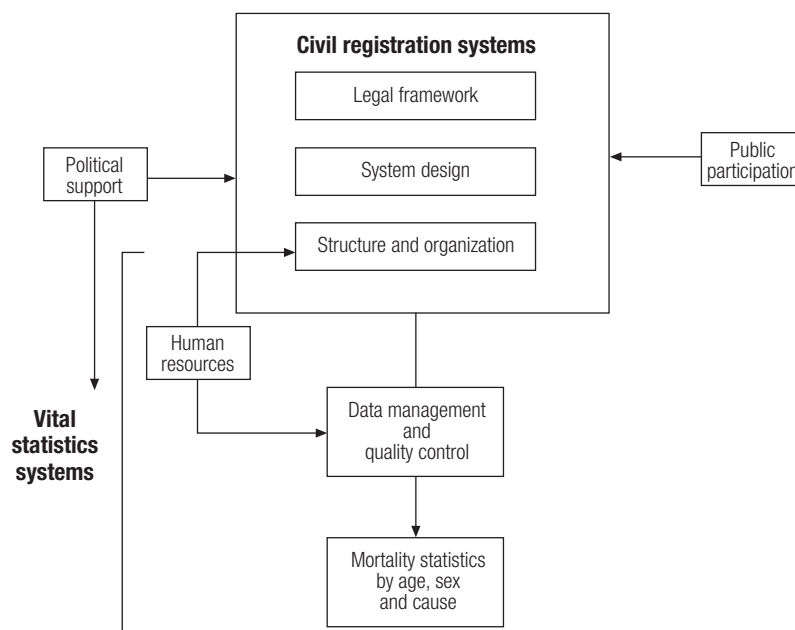 Civil registration systems
Legal framework
Political
support
System design
Public
participation
Structure and organization
Human
resources
Vital
statistics
systems
Data management
and
quality control
Mortality statistics
by age, sex
and cause